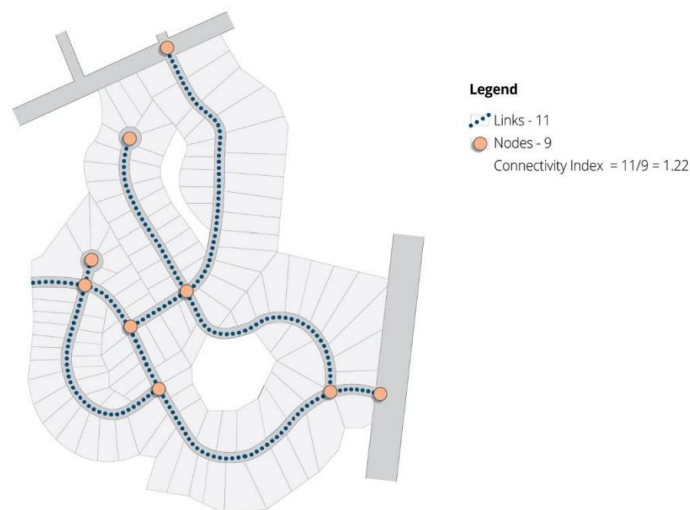 Legend
Links - 11
Nodes - 9
Connectivity Index = 11/9 = 1.22